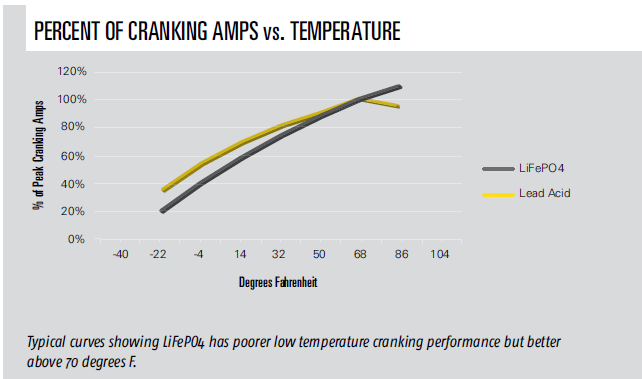 PERCENT OF CRANKING AMPS vs. TEMPERATURE
120%
100%
80%
60%
40%
20%
0%
% of Peak Cranking Amps
-40 -22 -4 14 32 50 68 86 104
Degrees Fahrenheit
LiFePO4
Lead Acid
Typical curves showing LiFePO4 has poorer low temperature cranking performance but better
above 70 degrees F.